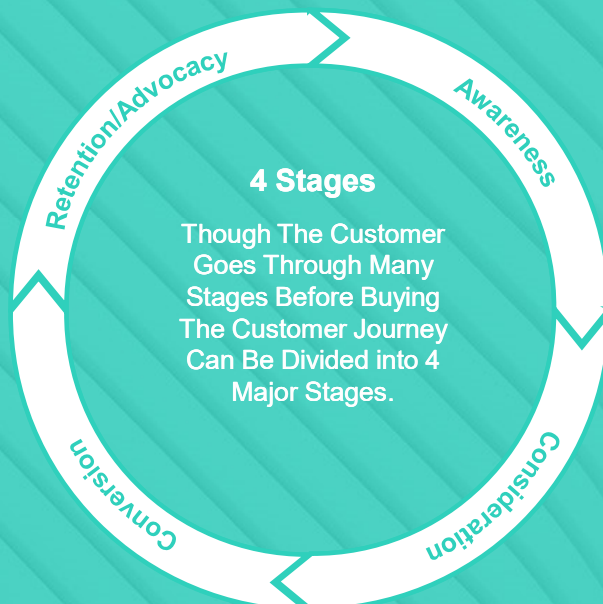 4 Stages
Though The Customer
Goes Through Many
Stages Before Buying
The Customer Journey
Can Be Divided into 4
Major Stages.
Awareness
Consideration
Conversion
Retention/Advocacy